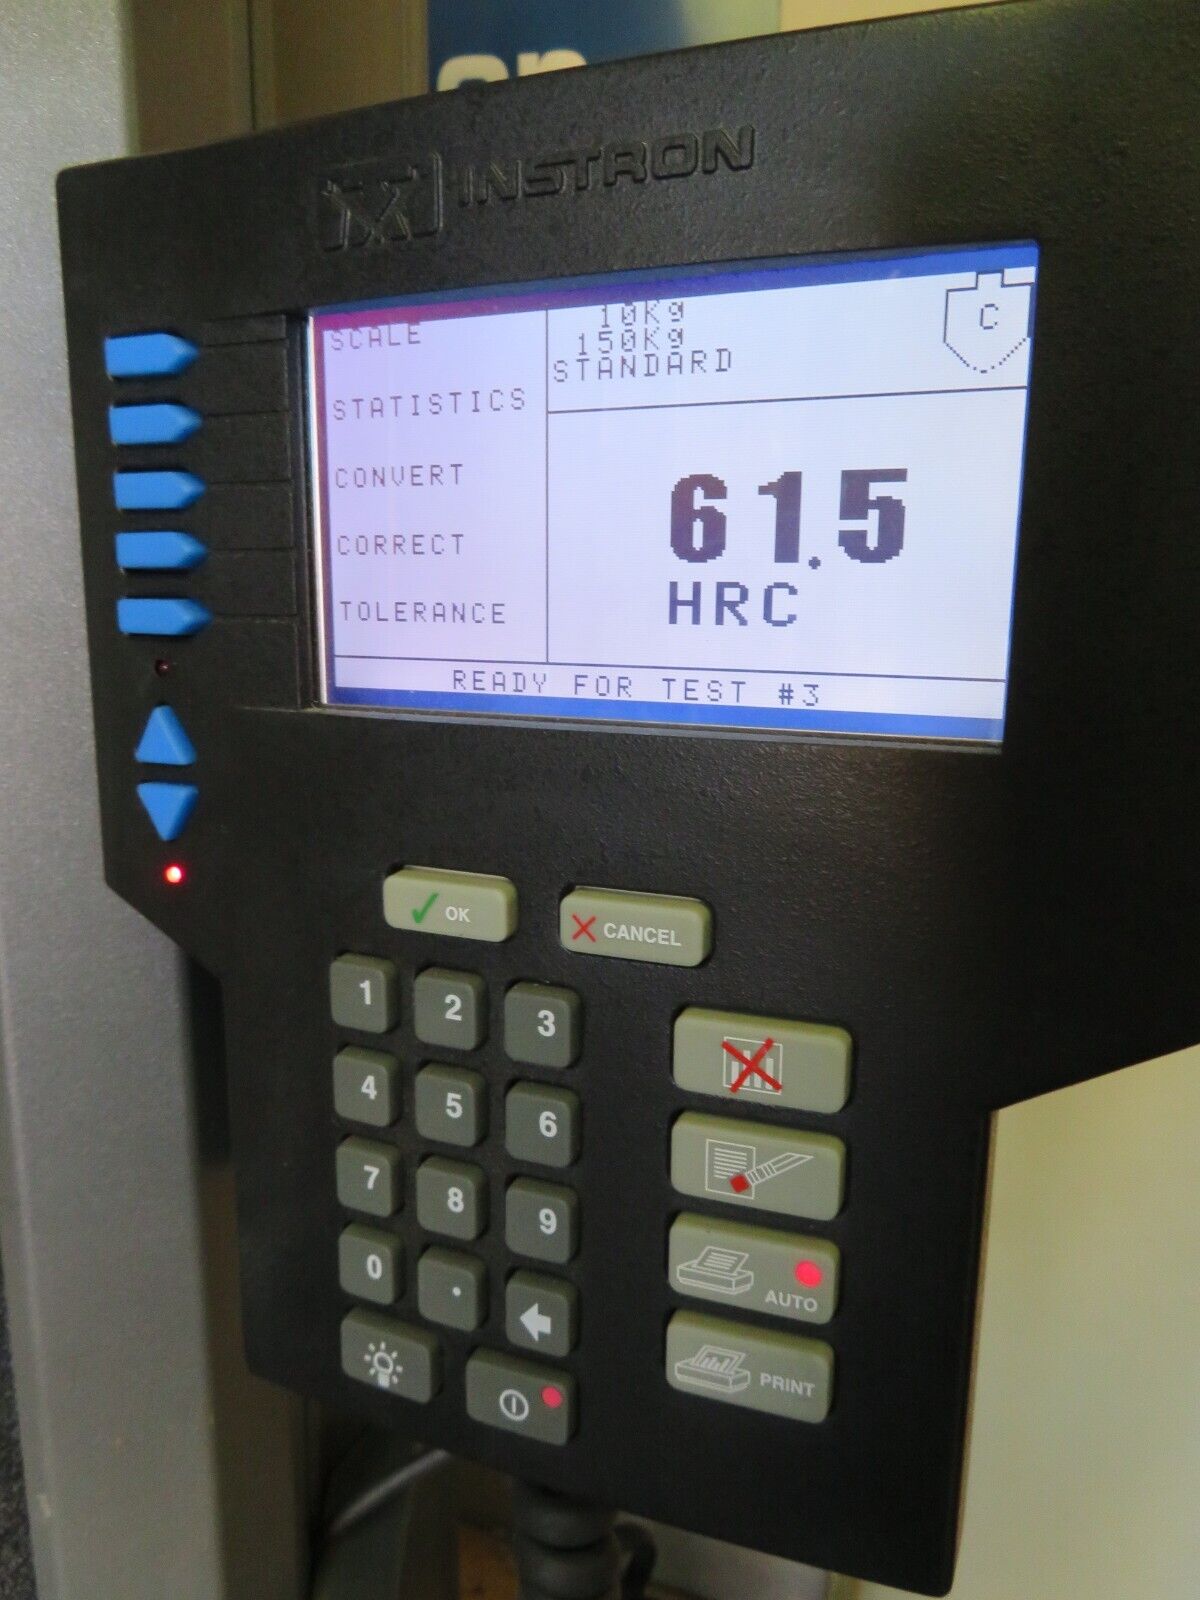 on
INSTRON
SCALE
STATISTICS
CONVERT
CORRECT
TOLERANCE
10Kg
150Kg
STANDARD
C
61.5
HRC
READY FOR TEST #3
OK
CANCEL
1 2 3
4 5 6
7 8 9
0 .
AUTO
PRINT